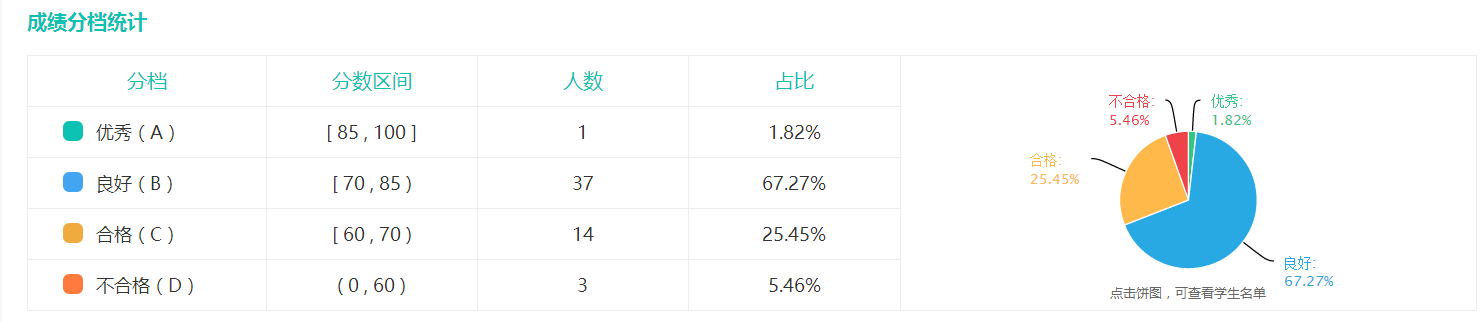 成绩分档统计
分档 分数区间 人数 占比
优秀 ( A ) [ 85 , 100 ] 1 1.82%
良好 ( B ) [ 70 , 85 ) 37 67.27%
合格 ( C ) [ 60 , 70 ) 14 25.45%
不合格 ( D ) ( 0 , 60 ) 3 5.46%
不合格:
5.46%
优秀:
1.82%
合格:
25.45%
良好:
67.27%
点击饼图，可查看学生名单